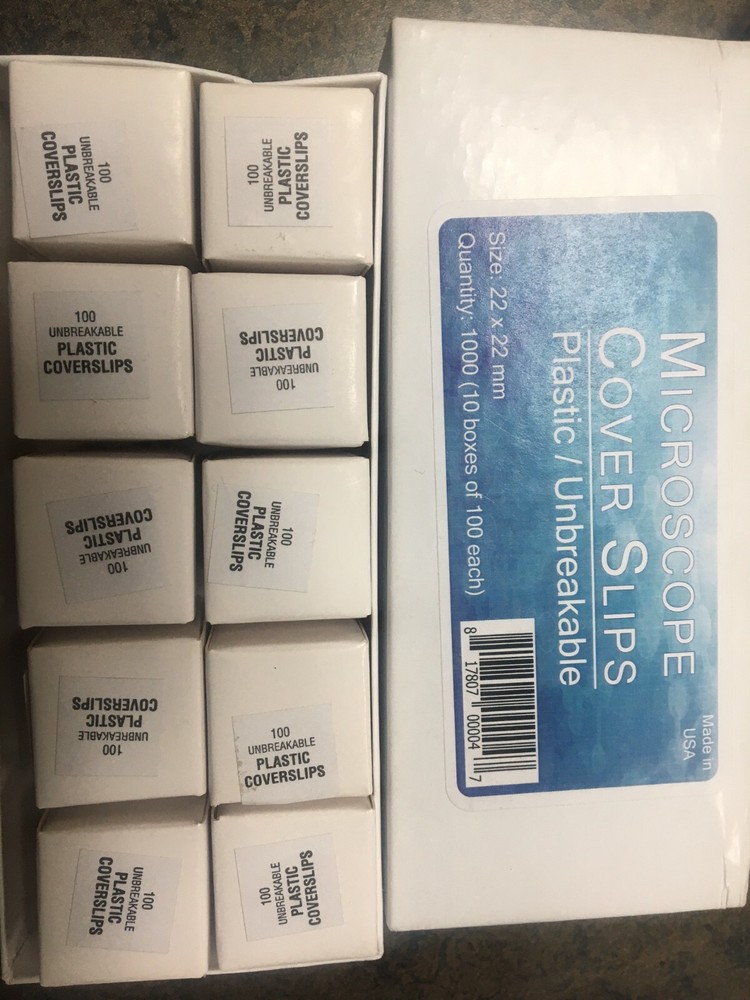 100
UNBREAKABLE
PLASTIC
COVERSLIPS
100
UNBREAKABLE
PLASTIC
COVERSLIPS
100
UNBREAKABLE
PLASTIC
COVERSLIPS
100
UNBREAKABLE
PLASTIC
COVERSLIPS
100
UNBREAKABLE
PLASTIC
COVERSLIPS
100
UNBREAKABLE
PLASTIC
COVERSLIPS
100
UNBREAKABLE
PLASTIC
COVERSLIPS
100
UNBREAKABLE
PLASTIC
COVERSLIPS
100
UNBREAKABLE
PLASTIC
COVERSLIPS
100
UNBREAKABLE
PLASTIC
COVERSLIPS
Made in
USA
MICROSCOPE
COVER SLIPS
Plastic / Unbreakable
Size: 22 x 22 mm
Quantity: 1000 (10 boxes of 100 each)
8 17807 00004 7